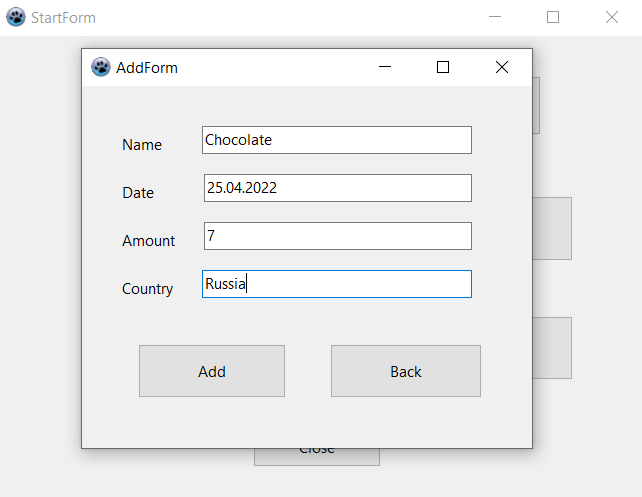 StartForm
AddForm
Name Chocolate
Date 25.04.2022
Amount 7
Country Russia
Add Back
Close